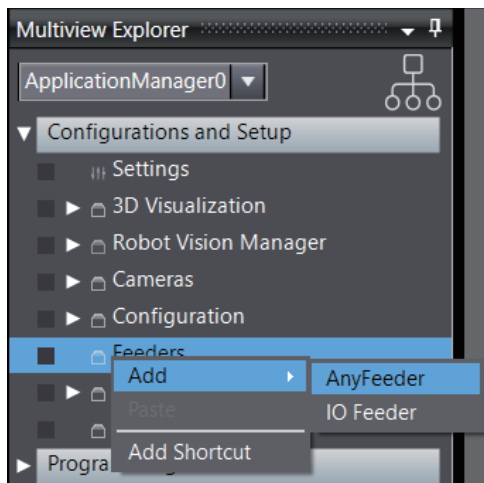 Multiview Explorer
ApplicationManager0
Configurations and Setup
Settings
3D Visualization
Robot Vision Manager
Cameras
Configuration
Feeders
Add
AnyFeeder
Paste
IO Feeder
Add Shortcut